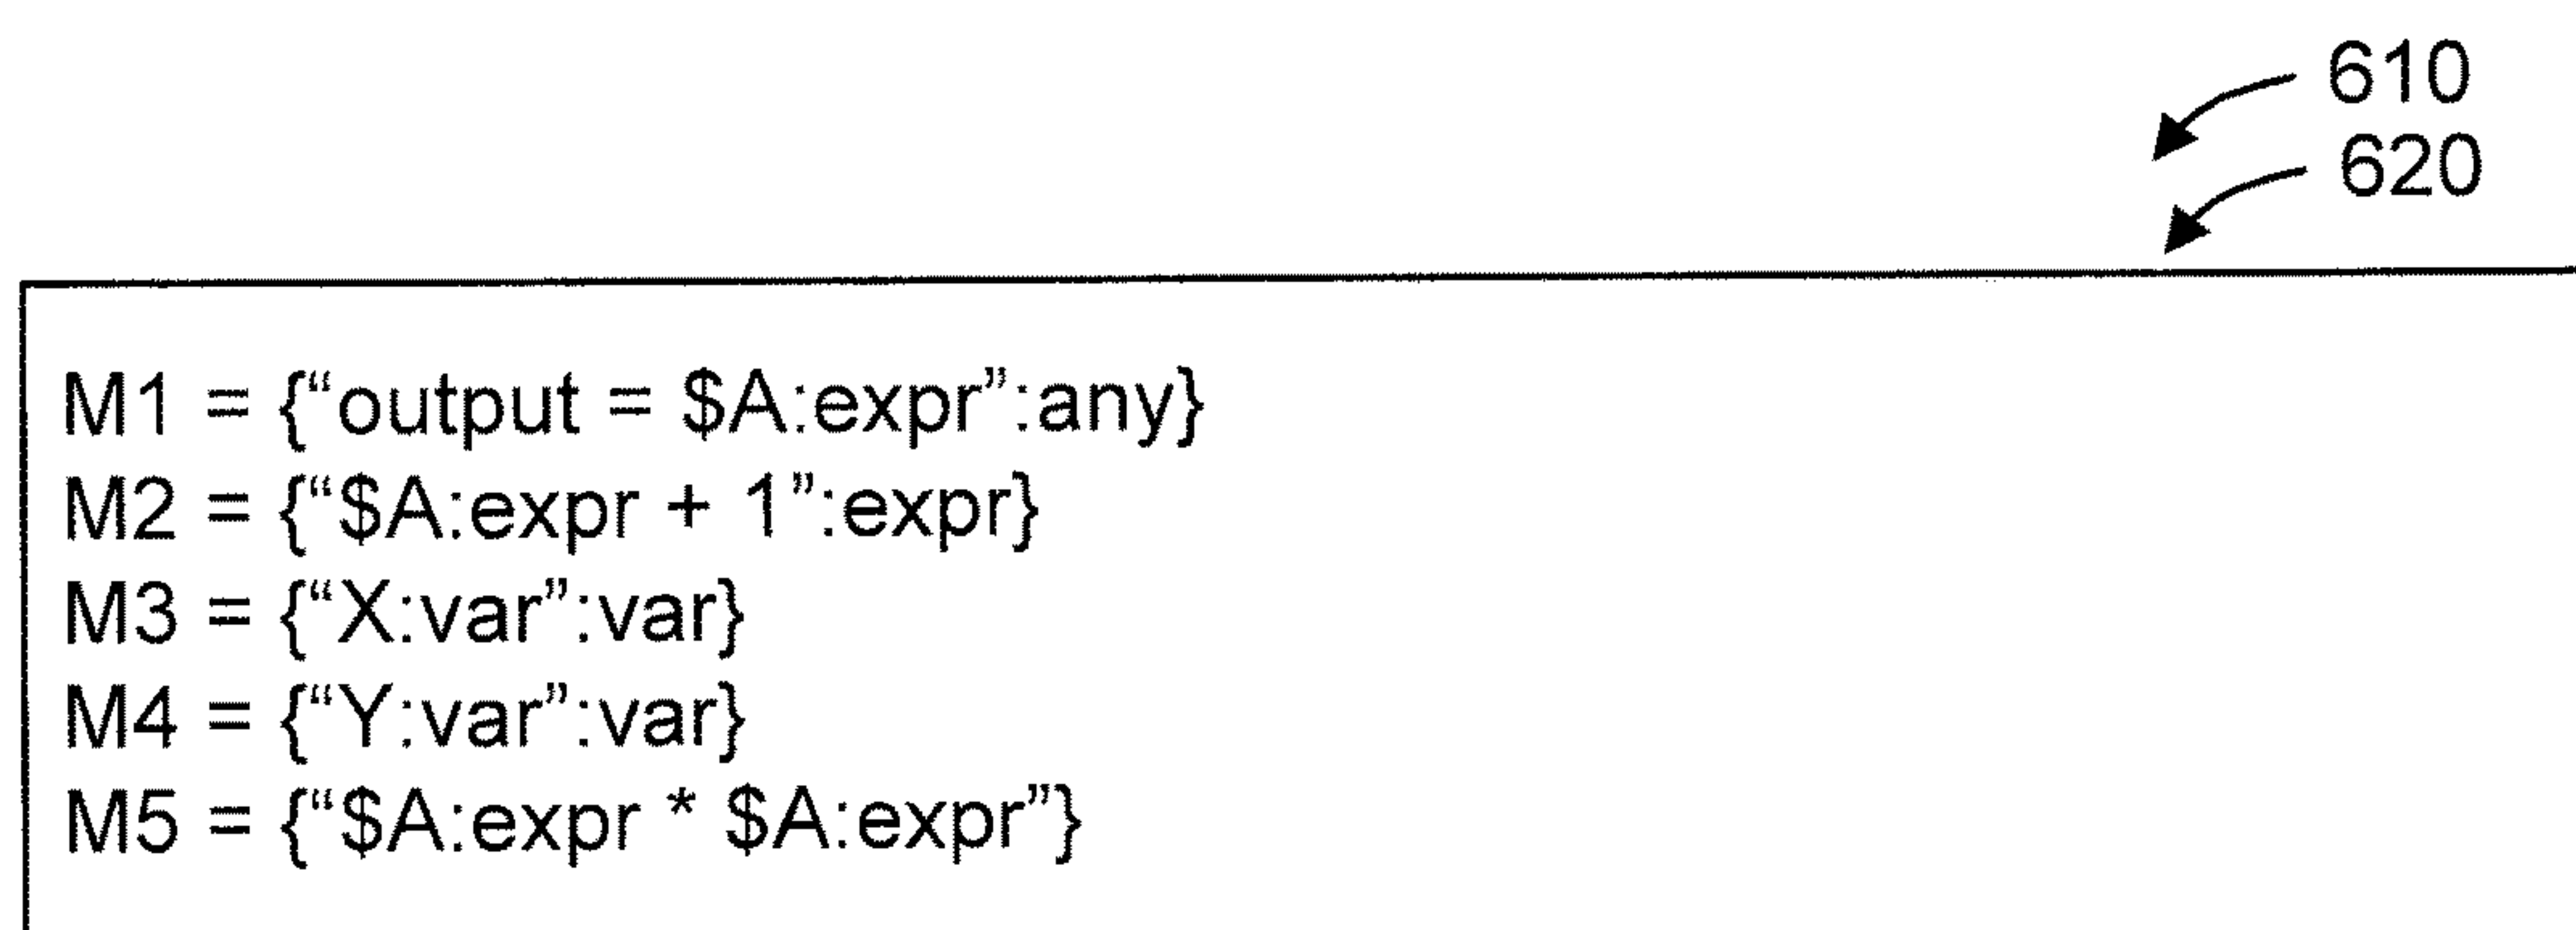 610
620
M1 = {“output = $A:expr”:any}
M2 = {“$A:expr + 1”:expr}
M3 = {“X:var”:var}
M4 = {“Y:var”:var}
M5 = {“$A:expr * $A:expr”}